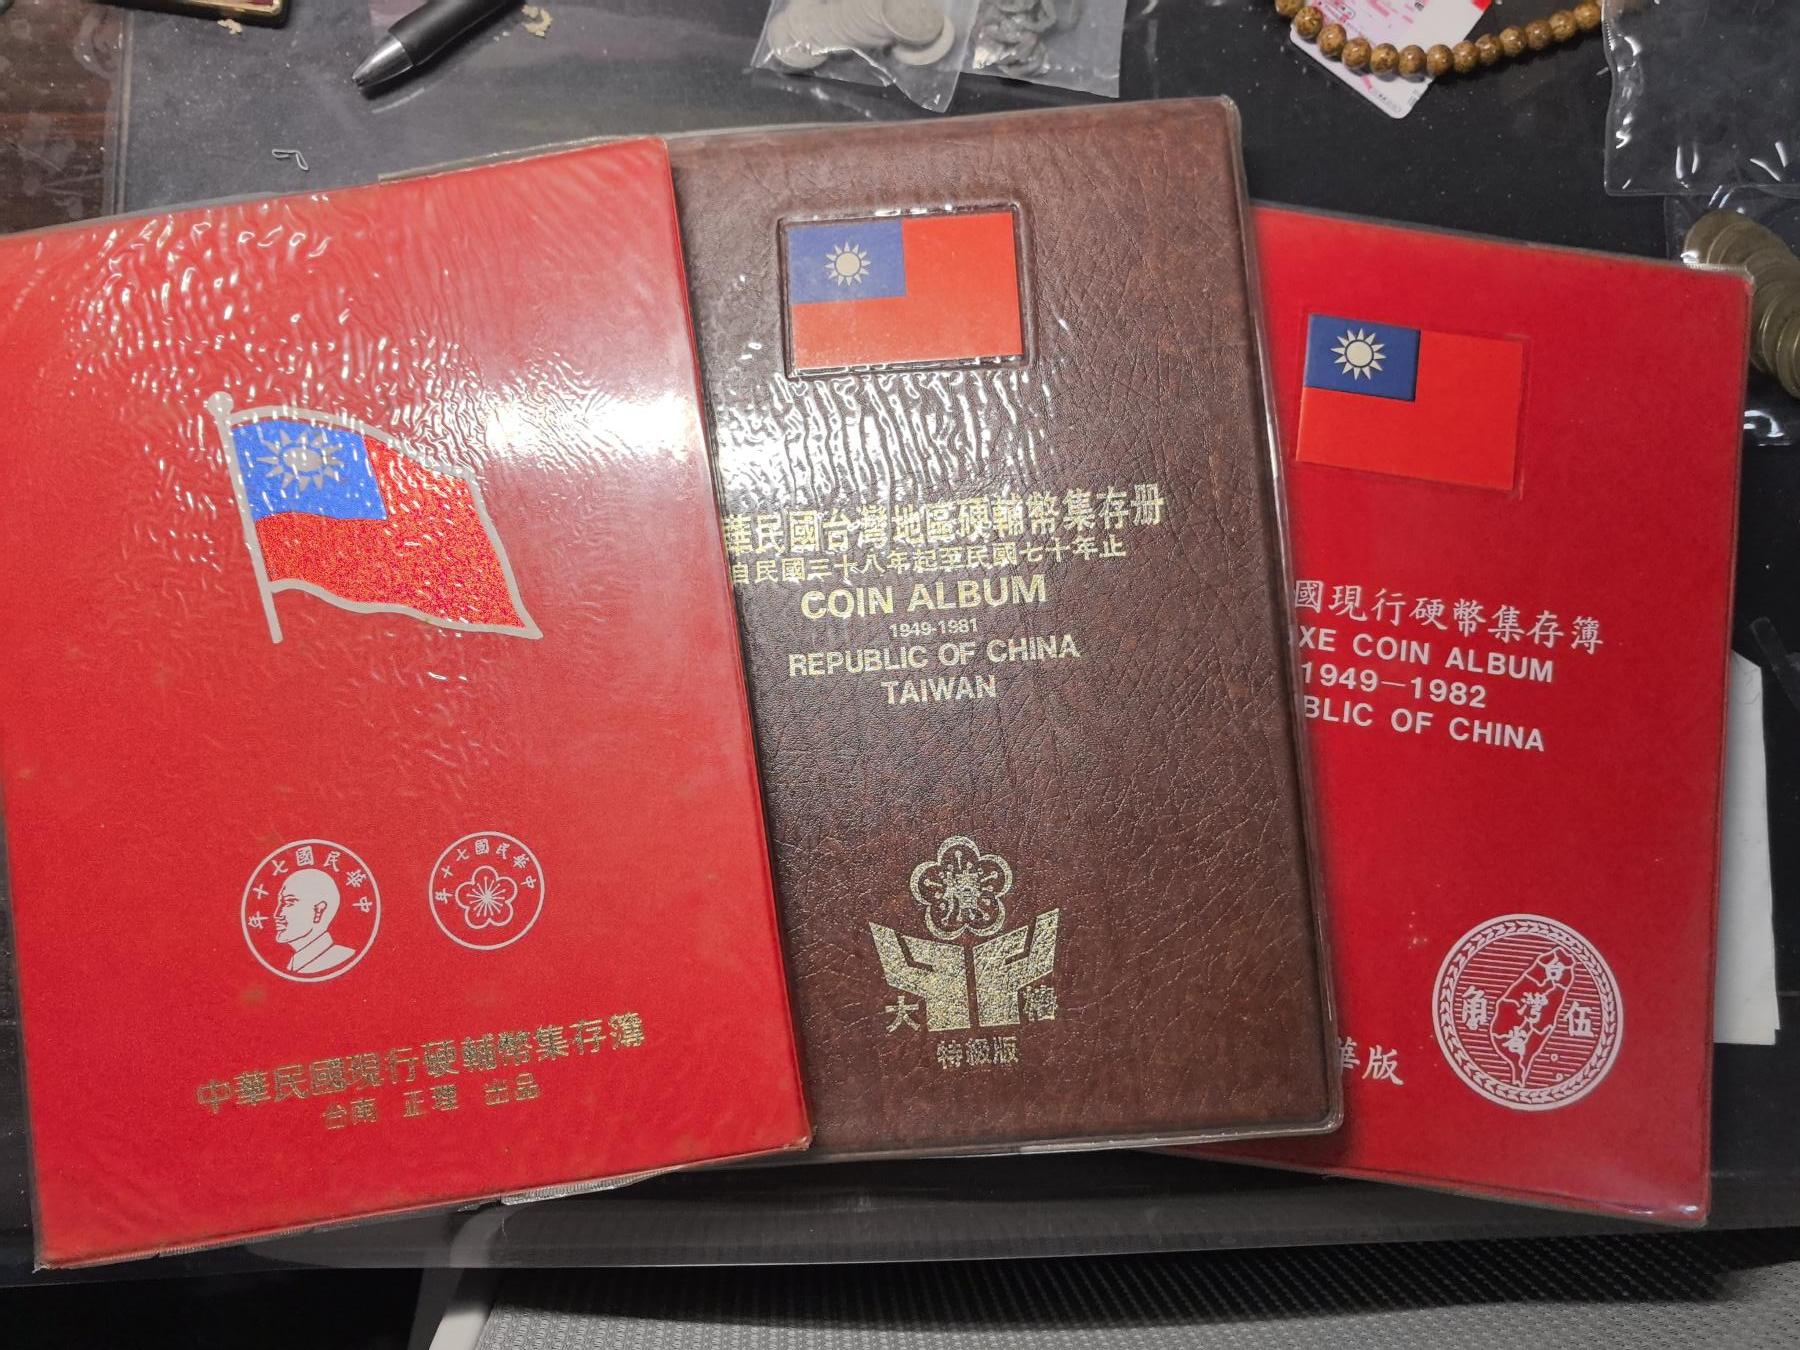 中華民國七十年
中華民國七十年
中華民國現行硬輔幣集存簿
台南 正理 出品
華民國台灣地區硬輔幣集存册
自民國三十八年起至民國七十年止
COIN ALBUM
1949-1981
REPUBLIC OF CHINA
TAIWAN
大
特級版
國現行硬幣集存簿
XE COIN ALBUM
1949—1982
BLIC OF CHINA
台灣省
伍角
華版